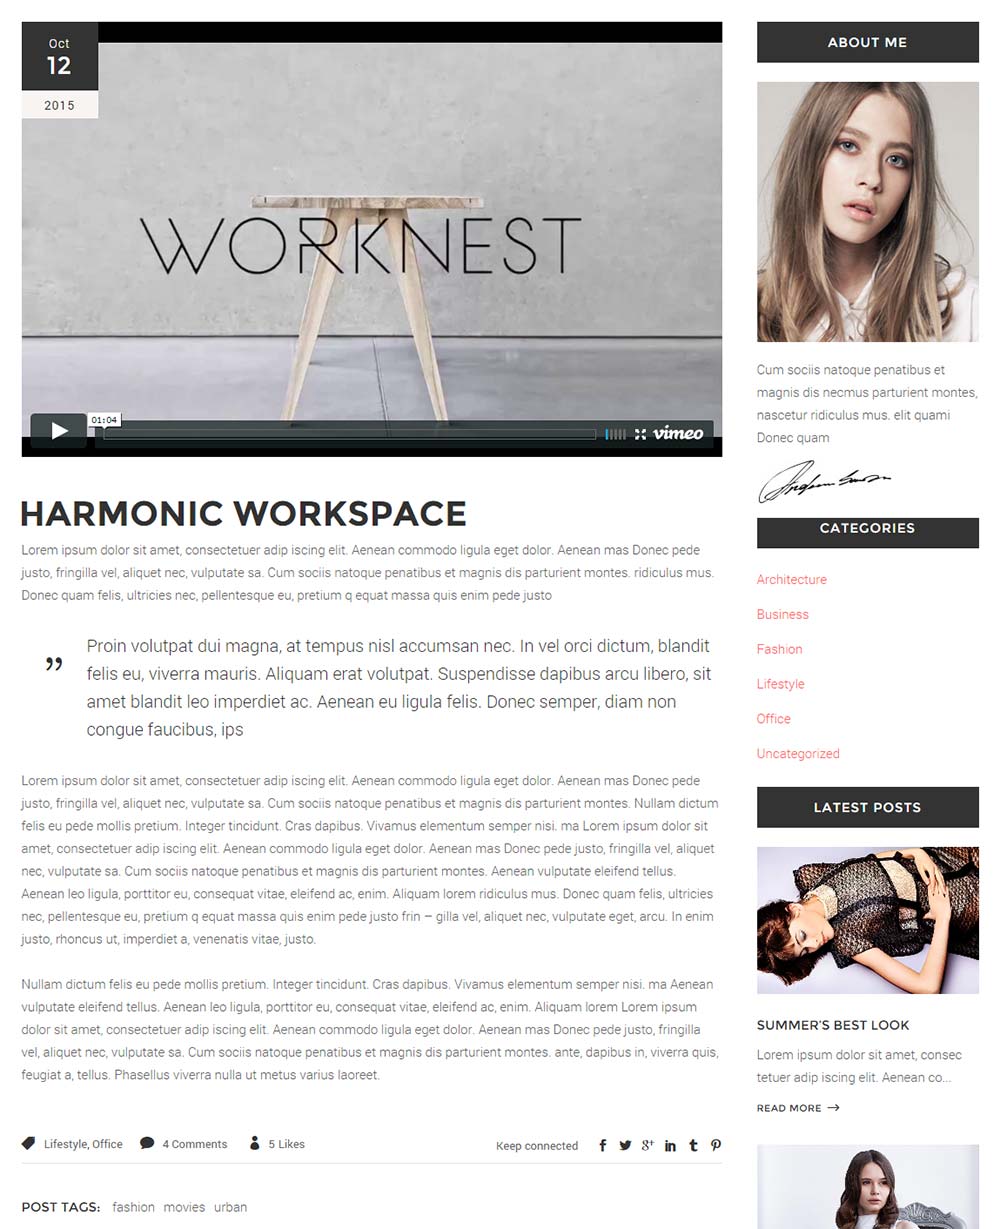 Oct
12
2015
WORKNEST
01:04
vimeo
HARMONIC WORKSPACE
Lorem ipsum dolor sit amet, consectetuer adip iscing elit. Aenean commodo ligula eget dolor. Aenean mas Donec pede
justo, fringilla vel, aliquet nec, vulputate sa. Cum sociis natoque penatibus et magnis dis parturient montes. ridiculus mus.
Donec quam felis, ultricies nec, pellentesque eu, pretium q equat massa quis enim pede justo
” Proin volutpat dui magna, at tempus nisl accumsan nec. In vel orci dictum, blandit
felis eu, viverra mauris. Aliquam erat volutpat. Suspendisse dapibus arcu libero, sit
amet blandit leo imperdiet ac. Aenean eu ligula felis. Donec semper, diam non
congue faucibus, ips
Lorem ipsum dolor sit amet, consectetuer adip iscing elit. Aenean commodo ligula eget dolor. Aenean mas Donec pede
justo, fringilla vel, aliquet nec, vulputate sa. Cum sociis natoque penatibus et magnis dis parturient montes. Nullam dictum
felis eu pede mollis pretium. Integer tincidunt. Cras dapibus. Vivamus elementum semper nisi. ma Lorem ipsum dolor sit
amet, consectetuer adip iscing elit. Aenean commodo ligula eget dolor. Aenean mas Donec pede justo, fringilla vel, aliquet
nec, vulputate sa. Cum sociis natoque penatibus et magnis dis parturient montes. Aenean vulputate eleifend tellus.
Aenean leo ligula, porttitor eu, consequat vitae, eleifend ac, enim. Aliquam lorem ridiculus mus. Donec quam felis, ultricies
nec, pellentesque eu, pretium q equat massa quis enim pede justo frin – gilla vel, aliquet nec, vulputate eget, arcu. In enim
justo, rhoncus ut, imperdiet a, venenatis vitae, justo.
Nullam dictum felis eu pede mollis pretium. Integer tincidunt. Cras dapibus. Vivamus elementum semper nisi. ma Aenean
vulputate eleifend tellus. Aenean leo ligula, porttitor eu, consequat vitae, eleifend ac, enim. Aliquam lorem Lorem ipsum
dolor sit amet, consectetuer adip iscing elit. Aenean commodo ligula eget dolor. Aenean mas Donec pede justo, fringilla
vel, aliquet nec, vulputate sa. Cum sociis natoque penatibus et magnis dis parturient montes. ante, dapibus in, viverra quis,
feugiat a, tellus. Phasellus viverra nulla ut metus varius laoreet.
Lifestyle, Office 4 Comments 5 Likes Keep connected
POST TAGS: fashion movies urban
ABOUT ME
Cum sociis natoque penatibus et
magnis dis necmus parturient montes,
nascetur ridiculus mus. elit quami
Donec quam
CATEGORIES
Architecture
Business
Fashion
Lifestyle
Office
Uncategorized
LATEST POSTS
SUMMER'S BEST LOOK
Lorem ipsum dolor sit amet, consec
tetuer adip iscing elit. Aenean co...
READ MORE →